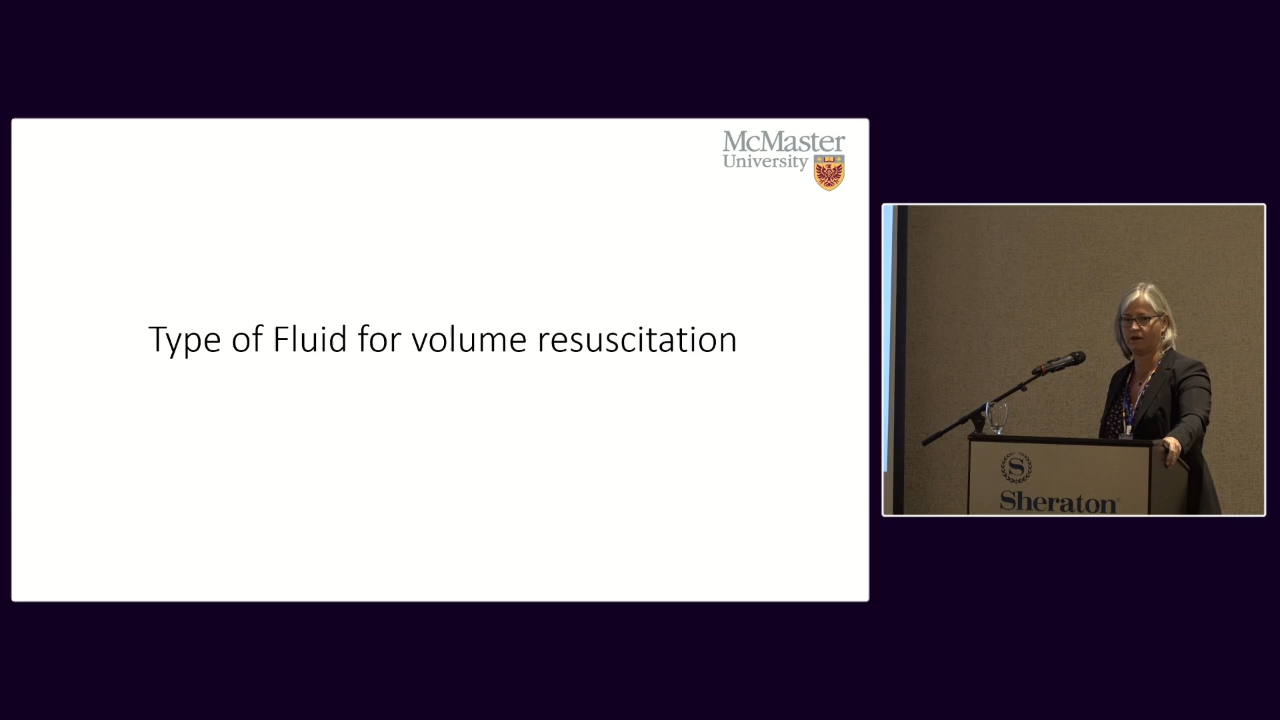 McMaster
University
Type of Fluid for volume resuscitation
S
Sheraton